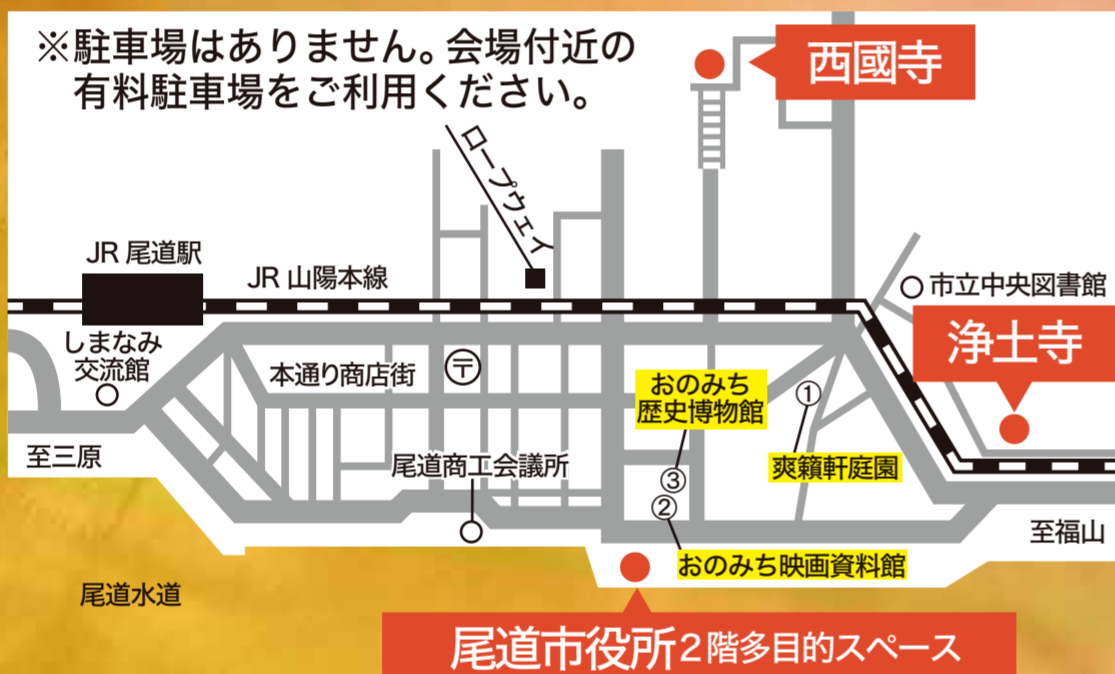 ※駐車場はありません。会場付近の
有料駐車場をご利用ください。
西國寺
ロープウェイ
JR 尾道駅
JR 山陽本線
市立中央図書館
浄土寺
しまなみ
交流館
本通り商店街
〒
おのみち
歴史博物館
①
至三原
尾道商工会議所
爽籟軒庭園
③
②
至福山
おのみち映画資料館
尾道水道
尾道市役所2階多目的スペース